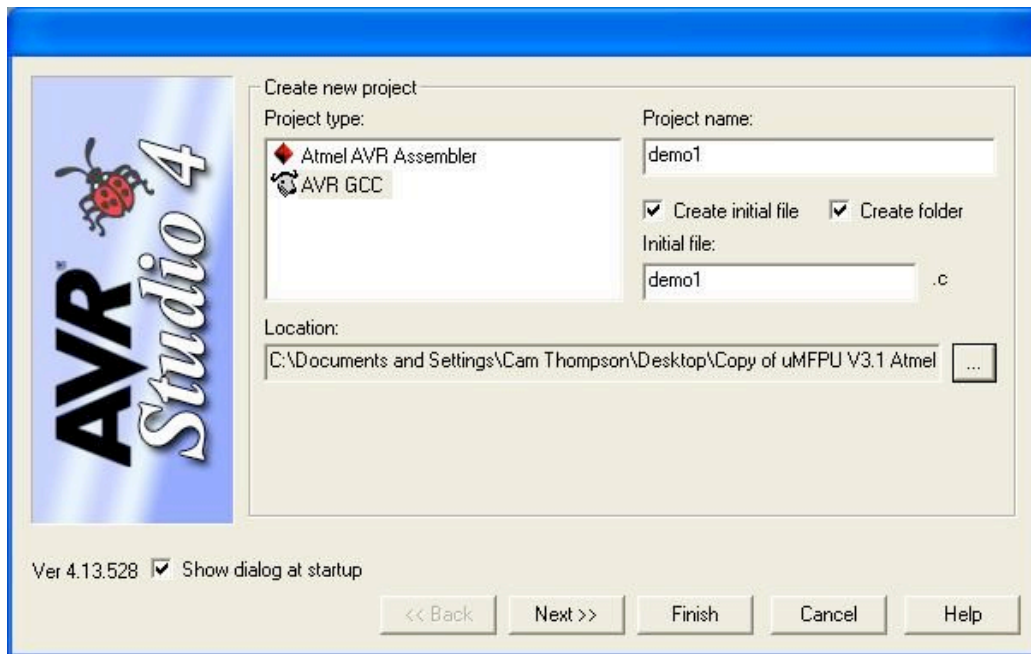 AVR® Studio 4
Create new project
Project type:
Atmel AVR Assembler
AVR GCC
Project name:
demo1
Create initial file Create folder
Initial file:
demo1 .c
Location:
C:\Documents and Settings\Cam Thompson\Desktop\Copy of uMFPU V3.1 Atmel ...
Ver 4.13.528 Show dialog at startup
<< Back Next >> Finish Cancel Help